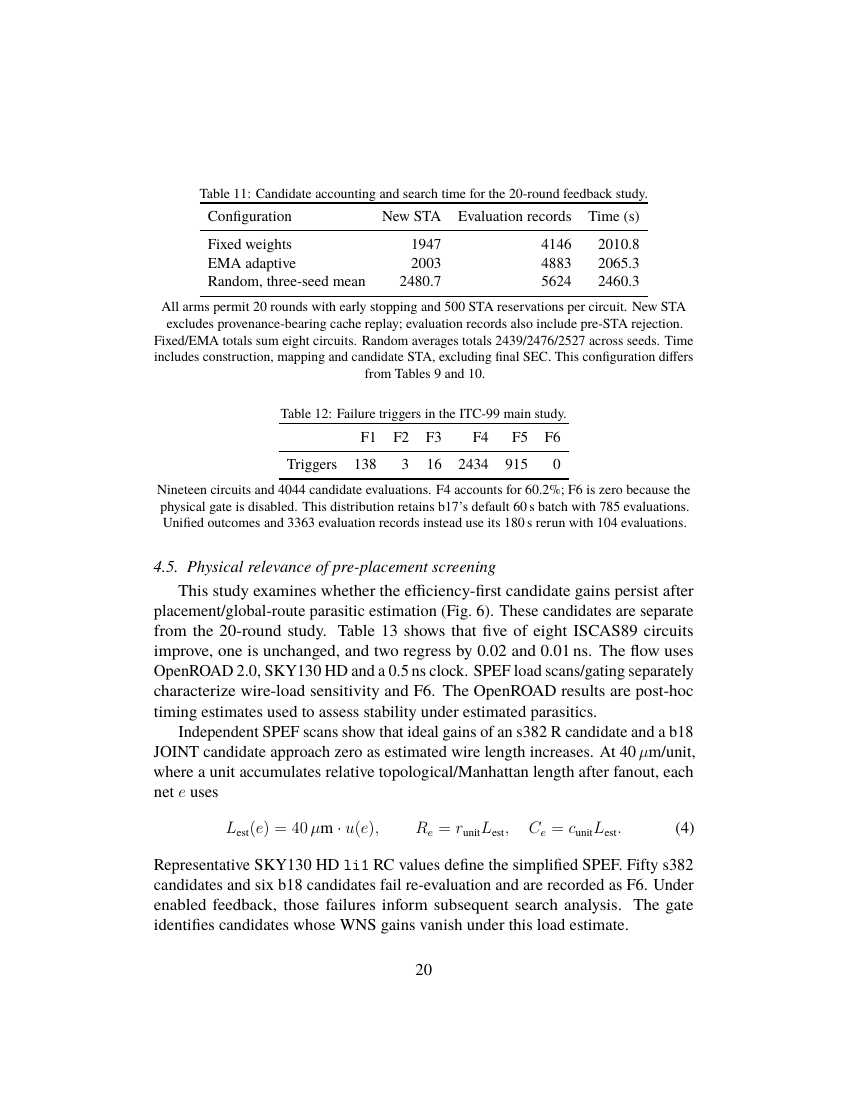 Table 11: Candidate accounting and search time for the 20-round feedback study.
Configuration New STA Evaluation records Time (s)
Fixed weights 1947 4146 2010.8
EMA adaptive 2003 4883 2065.3
Random, three-seed mean 2480.7 5624 2460.3
All arms permit 20 rounds with early stopping and 500 STA reservations per circuit. New STA
excludes provenance-bearing cache replay; evaluation records also include pre-STA rejection.
Fixed/EMA totals sum eight circuits. Random averages totals 2439/2476/2527 across seeds. Time
includes construction, mapping and candidate STA, excluding final SEC. This configuration differs
from Tables 9 and 10.
Table 12: Failure triggers in the ITC-99 main study.
F1 F2 F3 F4 F5 F6
Triggers 138 3 16 2434 915 0
Nineteen circuits and 4044 candidate evaluations. F4 accounts for 60.2%; F6 is zero because the
physical gate is disabled. This distribution retains b17's default 60 s batch with 785 evaluations.
Unified outcomes and 3363 evaluation records instead use its 180 s rerun with 104 evaluations.
4.5. Physical relevance of pre-placement screening
This study examines whether the efficiency-first candidate gains persist after
placement/global-route parasitic estimation (Fig. 6). These candidates are separate
from the 20-round study. Table 13 shows that five of eight ISCAS89 circuits
improve, one is unchanged, and two regress by 0.02 and 0.01 ns. The flow uses
OpenROAD 2.0, SKY130 HD and a 0.5 ns clock. SPEF load scans/gating separately
characterize wire-load sensitivity and F6. The OpenROAD results are post-hoc
timing estimates used to assess stability under estimated parasitics.
Independent SPEF scans show that ideal gains of an s382 R candidate and a b18
JOINT candidate approach zero as estimated wire length increases. At 40 μm/unit,
where a unit accumulates relative topological/Manhattan length after fanout, each
net e uses
L_est(e) = 40 μm · u(e), R_e = r_unit L_est, C_e = c_unit L_est. (4)
Representative SKY130 HD li1 RC values define the simplified SPEF. Fifty s382
candidates and six b18 candidates fail re-evaluation and are recorded as F6. Under
enabled feedback, those failures inform subsequent search analysis. The gate
identifies candidates whose WNS gains vanish under this load estimate.
20